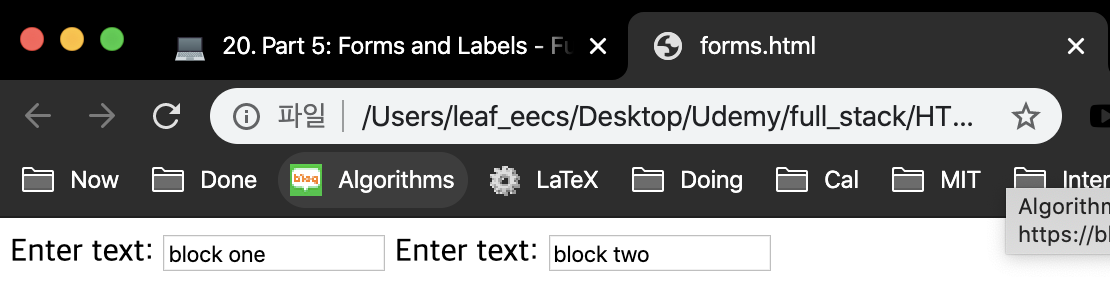 20. Part 5: Forms and Labels - Fu
forms.html
파일 /Users/leaf_eecs/Desktop/Udemy/full_stack/HT...
Now Done blog Algorithms LaTeX Doing Cal MIT Inter
Algorithm
https://bl
Enter text: block one Enter text: block two